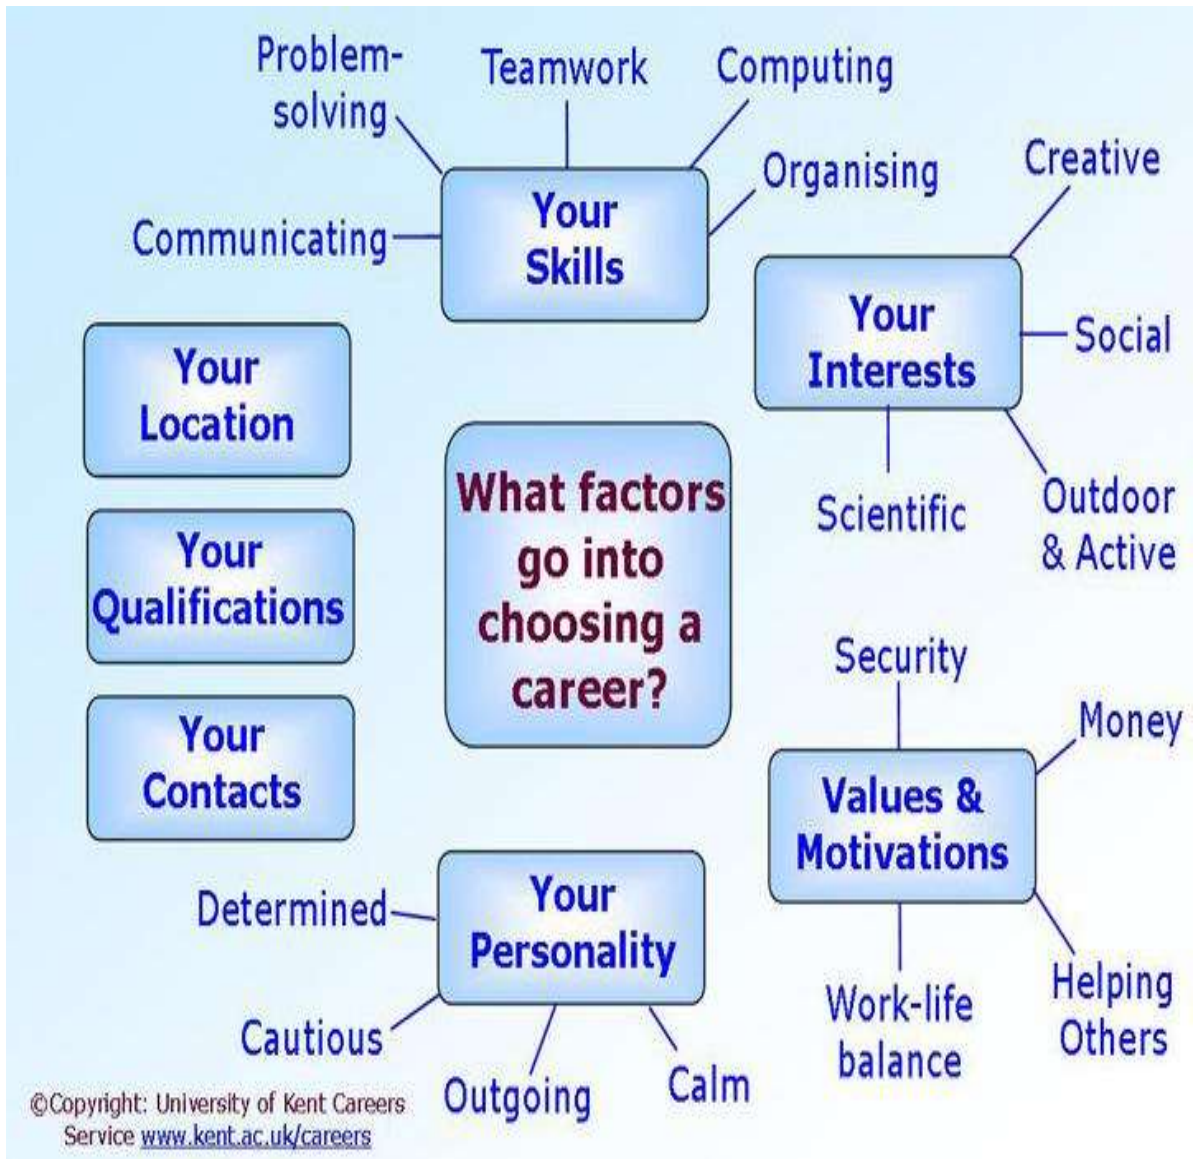 Problem-
solving
Teamwork
Computing
Organising
Communicating
Your
Skills
Creative
Your
Interests
Social
Scientific
Outdoor
& Active
Your
Location
Your
Qualifications
Your
Contacts
What factors
go into
choosing a
career?
Security
Money
Values &
Motivations
Helping
Others
Work-life
balance
Determined
Your
Personality
Cautious
Outgoing
Calm
©Copyright: University of Kent Careers
Service www.kent.ac.uk/careers